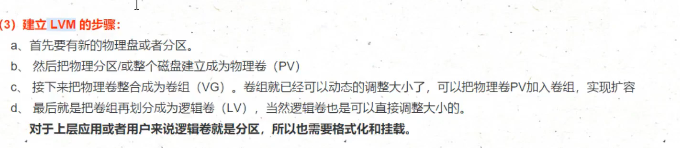 (3)建立 LVM 的步骤：
a、首先要有新的物理盘或者分区。
b、 然后把物理分区/或整个磁盘建立成为物理卷（PV）
c、 接下来把物理卷整合成为卷组（VG）。卷组就已经可以动态的调整大小了，可以把物理卷PV加入卷组，实现扩容
d、 最后就是把卷组再划分成为逻辑卷（LV），当然逻辑卷也是可以直接调整大小的。
对于上层应用或者用户来说逻辑卷就是分区，所以也需要格式化和挂载。